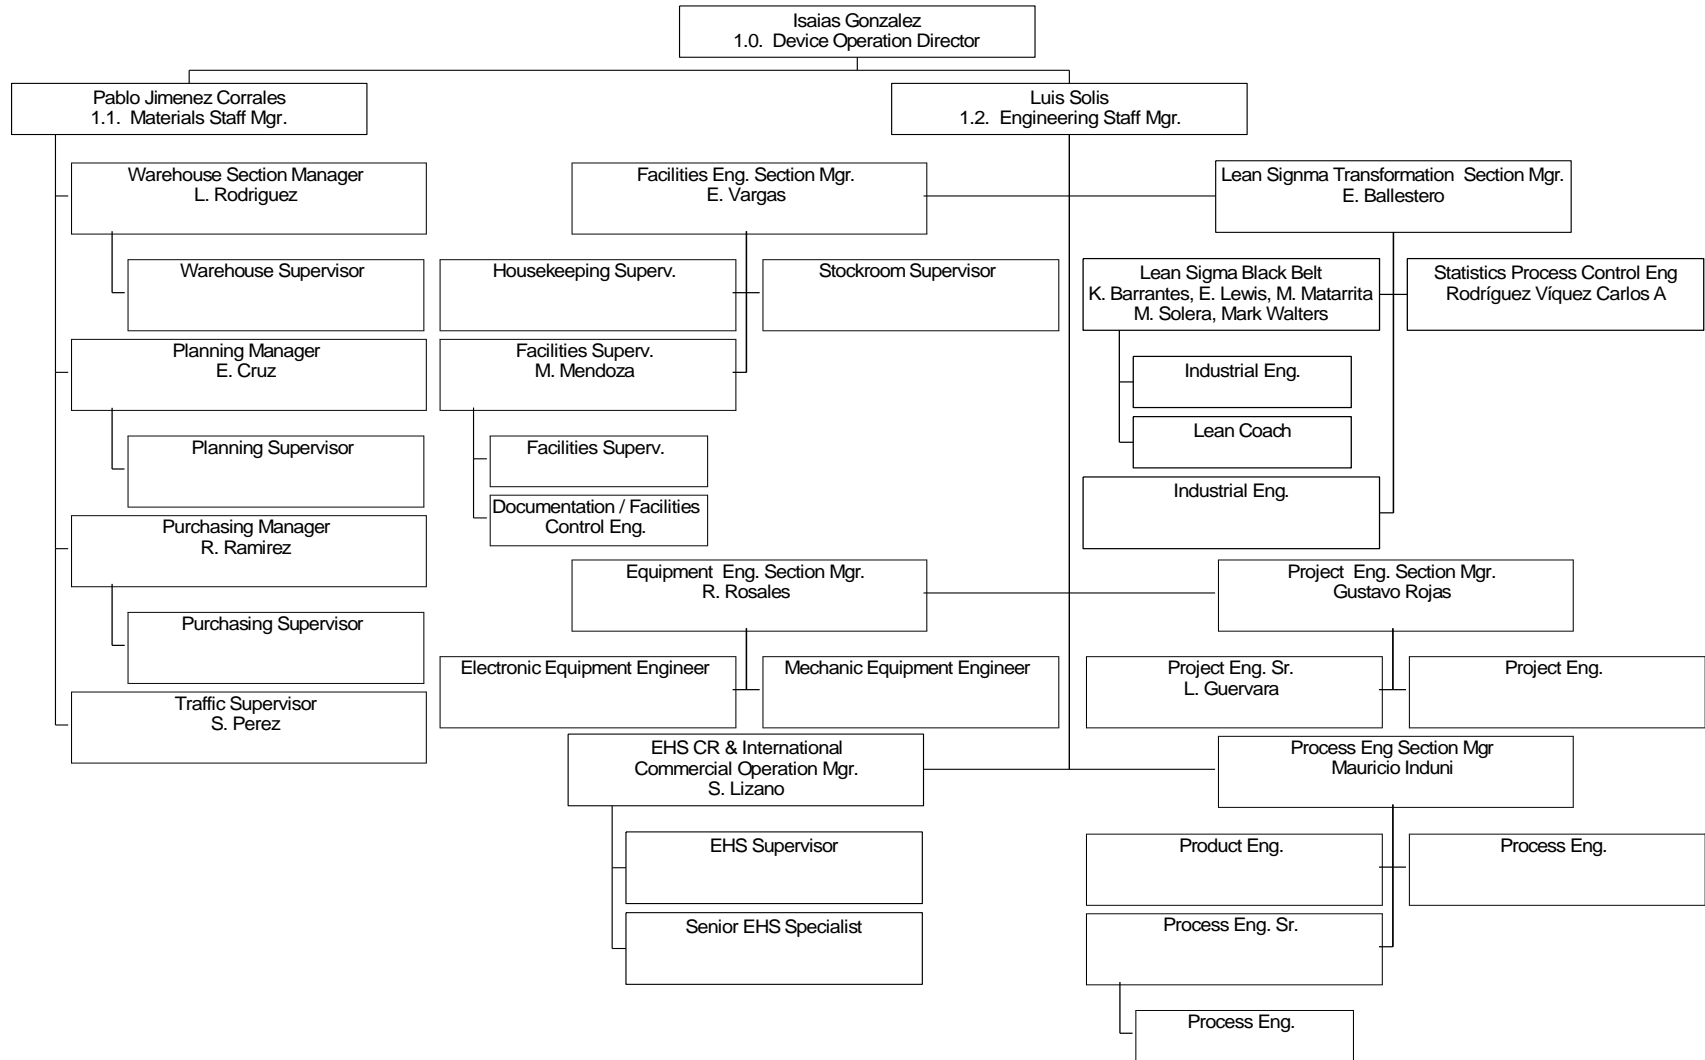 Isaias Gonzalez
1.0. Device Operation Director
Pablo Jimenez Corrales
1.1. Materials Staff Mgr.
Luis Solis
1.2. Engineering Staff Mgr.
Warehouse Section Manager
L. Rodriguez
Warehouse Supervisor
Planning Manager
E. Cruz
Planning Supervisor
Purchasing Manager
R. Ramirez
Purchasing Supervisor
Traffic Supervisor
S. Perez
Facilities Eng. Section Mgr.
E. Vargas
Housekeeping Superv.
Stockroom Supervisor
Facilities Superv.
M. Mendoza
Facilities Superv.
Documentation / Facilities
Control Eng.
Lean Signma Transformation Section Mgr.
E. Ballestero
Lean Sigma Black Belt
K. Barrantes, E. Lewis, M. Matarrita
M. Solera, Mark Walters
Statistics Process Control Eng
Rodríguez Víquez Carlos A
Industrial Eng.
Lean Coach
Industrial Eng.
Equipment Eng. Section Mgr.
R. Rosales
Electronic Equipment Engineer
Mechanic Equipment Engineer
Project Eng. Section Mgr.
Gustavo Rojas
Project Eng. Sr.
L. Guervara
Project Eng.
EHS CR & International
Commercial Operation Mgr.
S. Lizano
EHS Supervisor
Senior EHS Specialist
Process Eng Section Mgr
Mauricio Induni
Product Eng.
Process Eng.
Process Eng. Sr.
Process Eng.